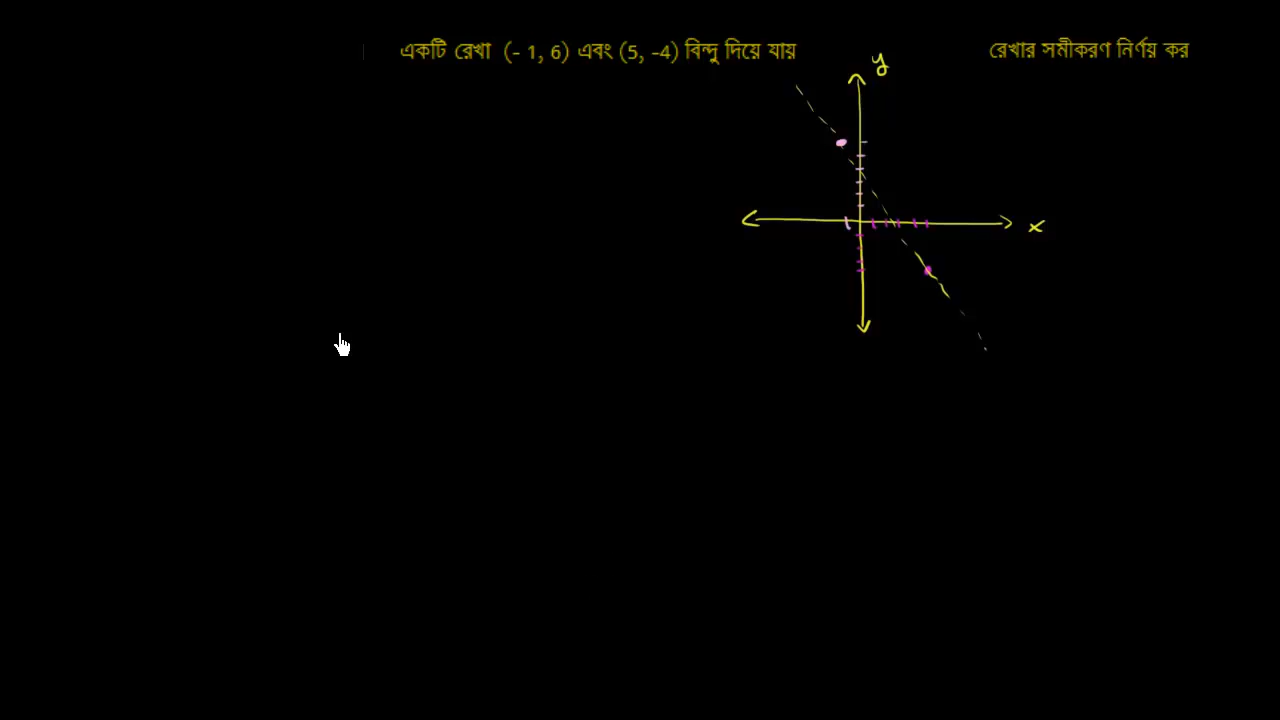 একটি রেখা (- 1, 6) এবং (5, -4) বিন্দু দিয়ে যায় রেখার সমীকরণ নির্ণয় কর
y
x